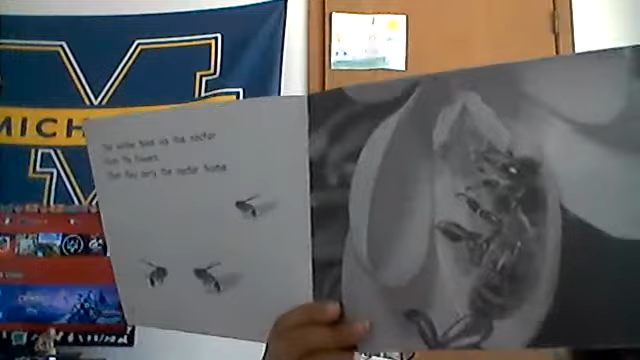 MICH
The worker bees sip the nectar
from the flowers.
Then they carry the nectar home